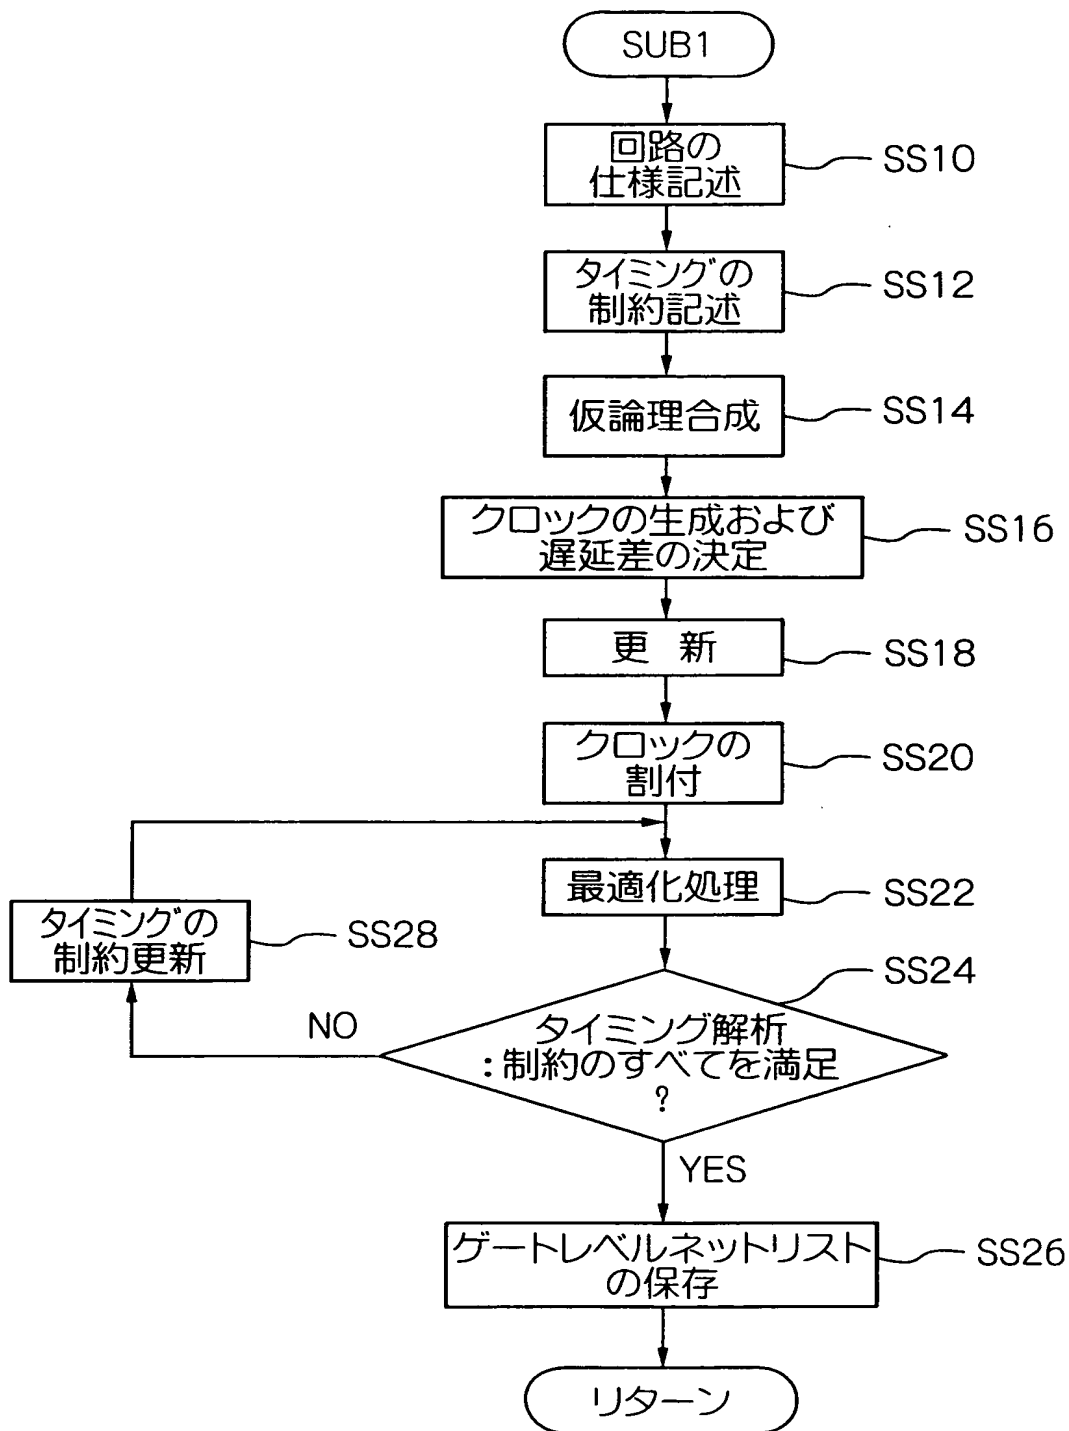 SUB1
回路の
仕様記述
SS10
タイミングの
制約記述
SS12
仮論理合成
SS14
クロックの生成および
遅延差の決定
SS16
更 新
SS18
クロックの
割付
SS20
最適化処理
SS22
タイミングの
制約更新
SS28
SS24
タイミング解析
:制約のすべてを満足
?
NO
YES
ゲートレベルネットリスト
の保存
SS26
リターン